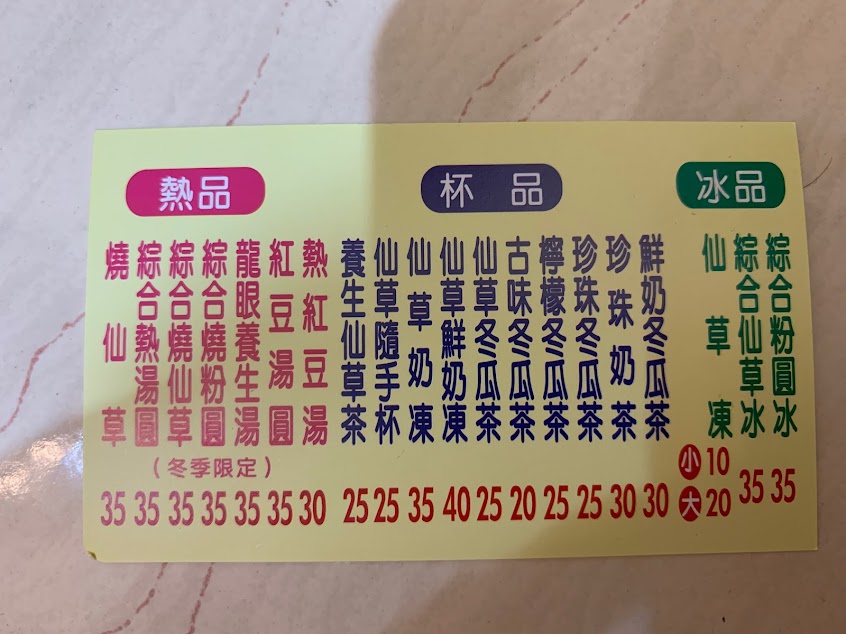 冰品
綜合粉圓冰 35
綜合仙草冰 35
仙草凍 小10 大20
杯品
鮮奶冬瓜茶 30
珍珠奶茶 30
珍珠冬瓜茶 25
檸檬冬瓜茶 25
古味冬瓜茶 20
仙草冬瓜茶 25
仙草鮮奶凍 40
仙草奶凍 35
仙草隨手杯 25
養生仙草茶 25
熱品
熱紅豆湯 30
紅豆湯圓 35
龍眼養生湯 35
綜合燒粉圓 35
綜合燒仙草 35
綜合熱湯圓 35
燒仙草 35
(冬季限定)